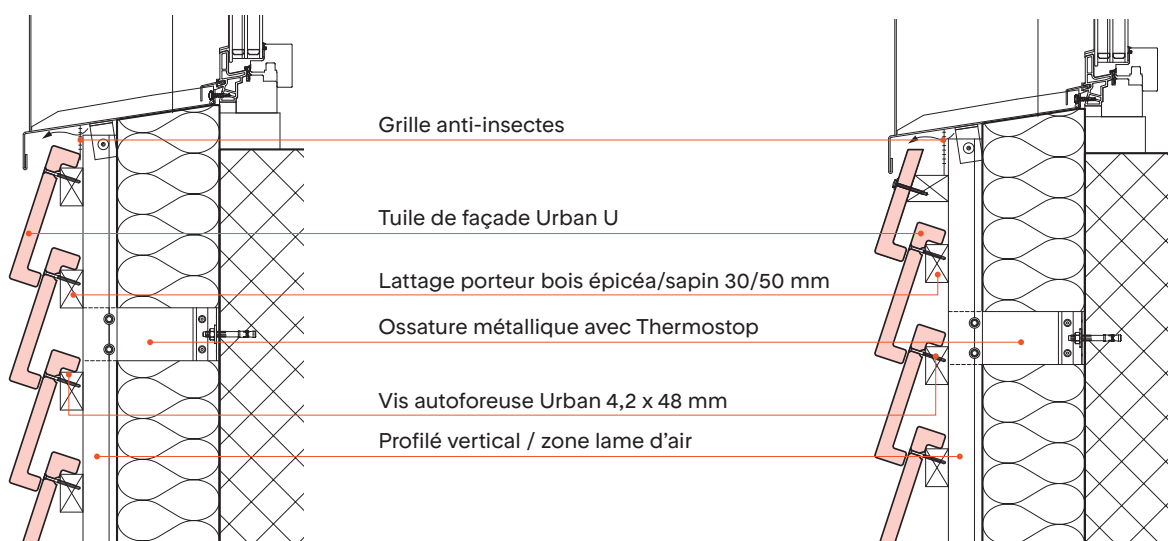 Grille anti-insectes
Tuile de façade Urban U
Lattage porteur bois épicéa/sapin 30/50 mm
Ossature métallique avec Thermostop
Vis autoforeuse Urban 4,2 x 48 mm
Profilé vertical / zone lame d’air